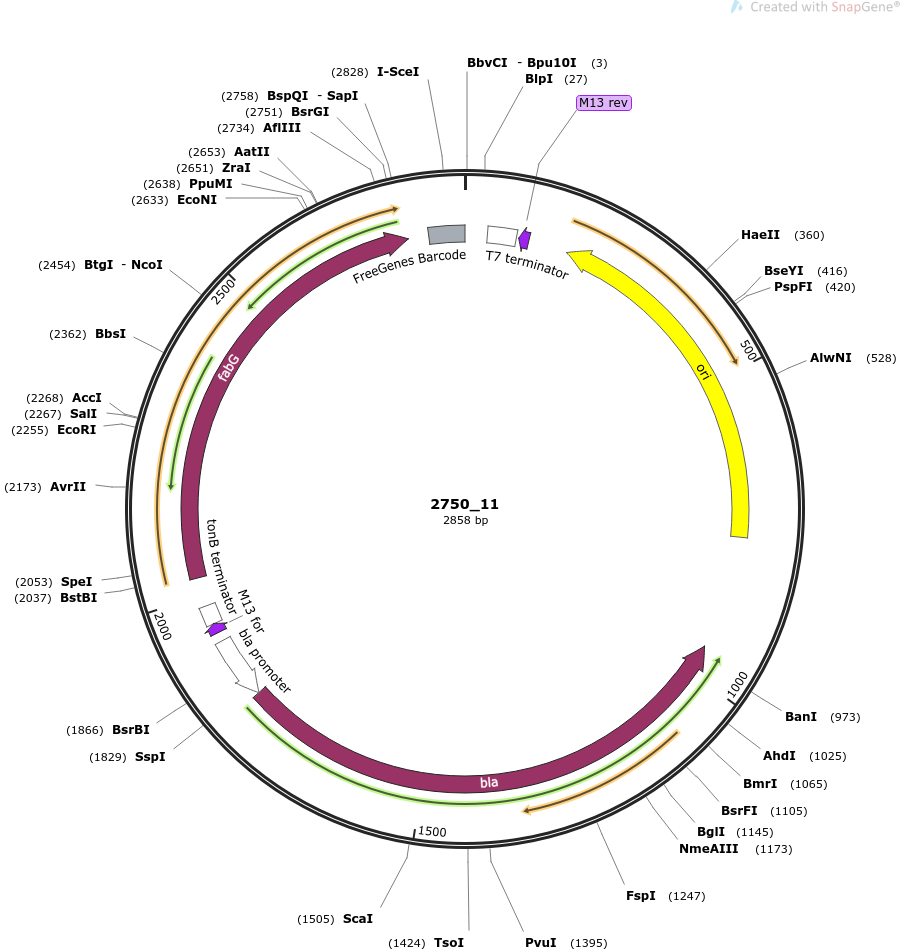 Created with SnapGene®
(2828) I-SceI
BbvCI - Bpu10I (3)
BlpI (27)
M13 rev
(2758) BspQI - SapI
(2751) BsrGI
(2734) AflIII
(2653) AatII
(2651) ZraI
(2638) PpuMI
(2633) EcoNI
HaeII (360)
BseYI (416)
PspFI (420)
AlwNI (528)
(2454) BtgI - NcoI
(2362) BbsI
(2268) AccI
(2267) SalI
(2255) EcoRI
(2173) AvrII
(2053) SpeI
(2037) BstBI
(1866) BsrBI
(1829) SspI
(1505) ScaI
(1424) TsoI
PvuI (1395)
FspI (1247)
NmeAIII (1173)
BglI (1145)
BsrFI (1105)
BmrI (1065)
AhdI (1025)
BanI (973)
FreeGenes Barcode
T7 terminator
ori
fabG
tonB terminator
M13 for
bla promoter
bla
500
1000
1500
2000
2500
2750_11
2858 bp